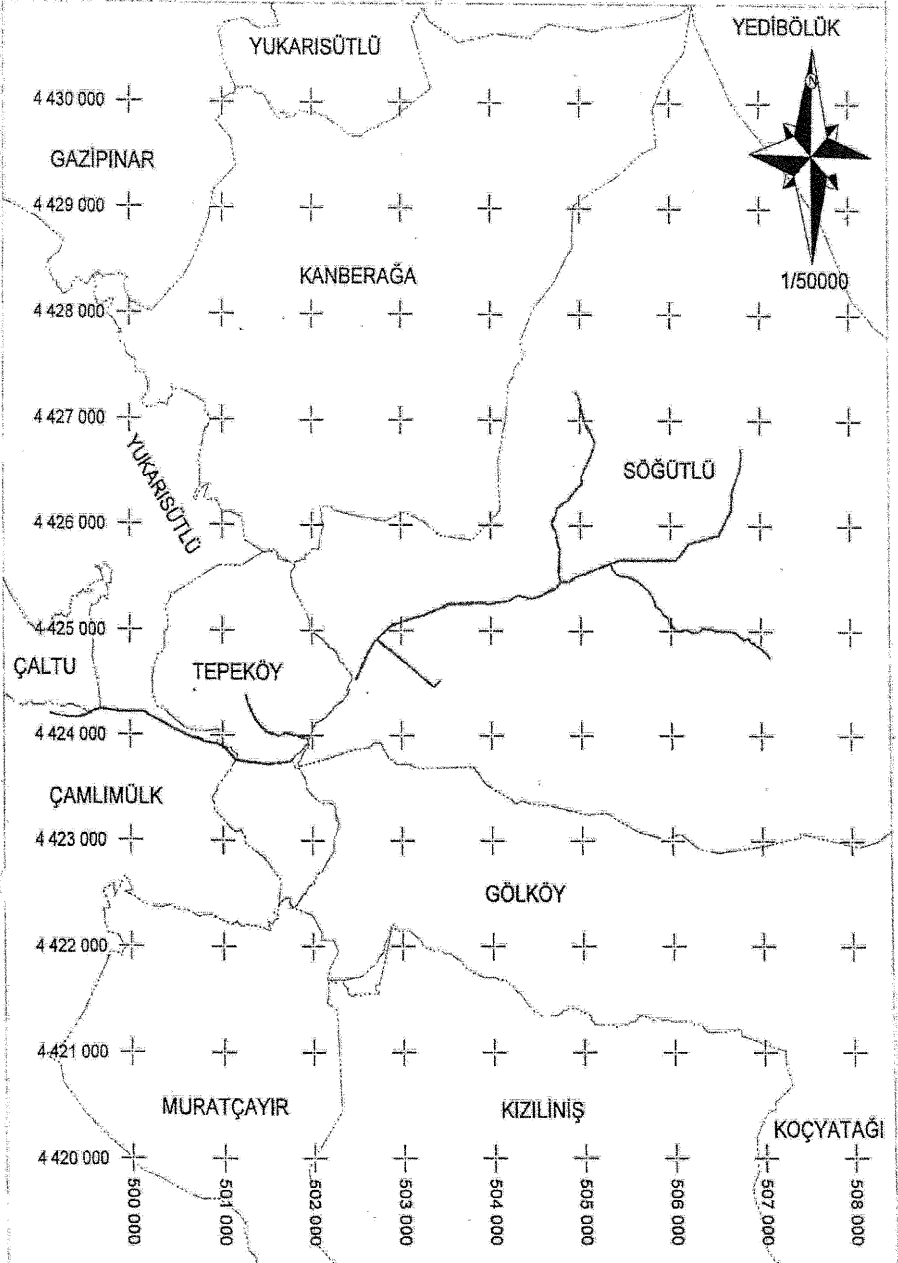 YUKARISÜTLÜ
YEDİBÖLÜK
N
4 430 000
GAZİPINAR
4 429 000
KANBERAĞA
1/50000
4 428 000
4 427 000
YUKARISÜTLÜ
SÖĞÜTLÜ
4 426 000
4 425 000
ÇALTU
TEPEKÖY
4 424 000
ÇAMLIMÜLK
4 423 000
GÖLKÖY
4 422 000
4 421 000
MURATÇAYIR
KIZILİNİŞ
KOÇYATAĞI
4 420 000
500 000
501 000
502 000
503 000
504 000
505 000
506 000
507 000
508 000